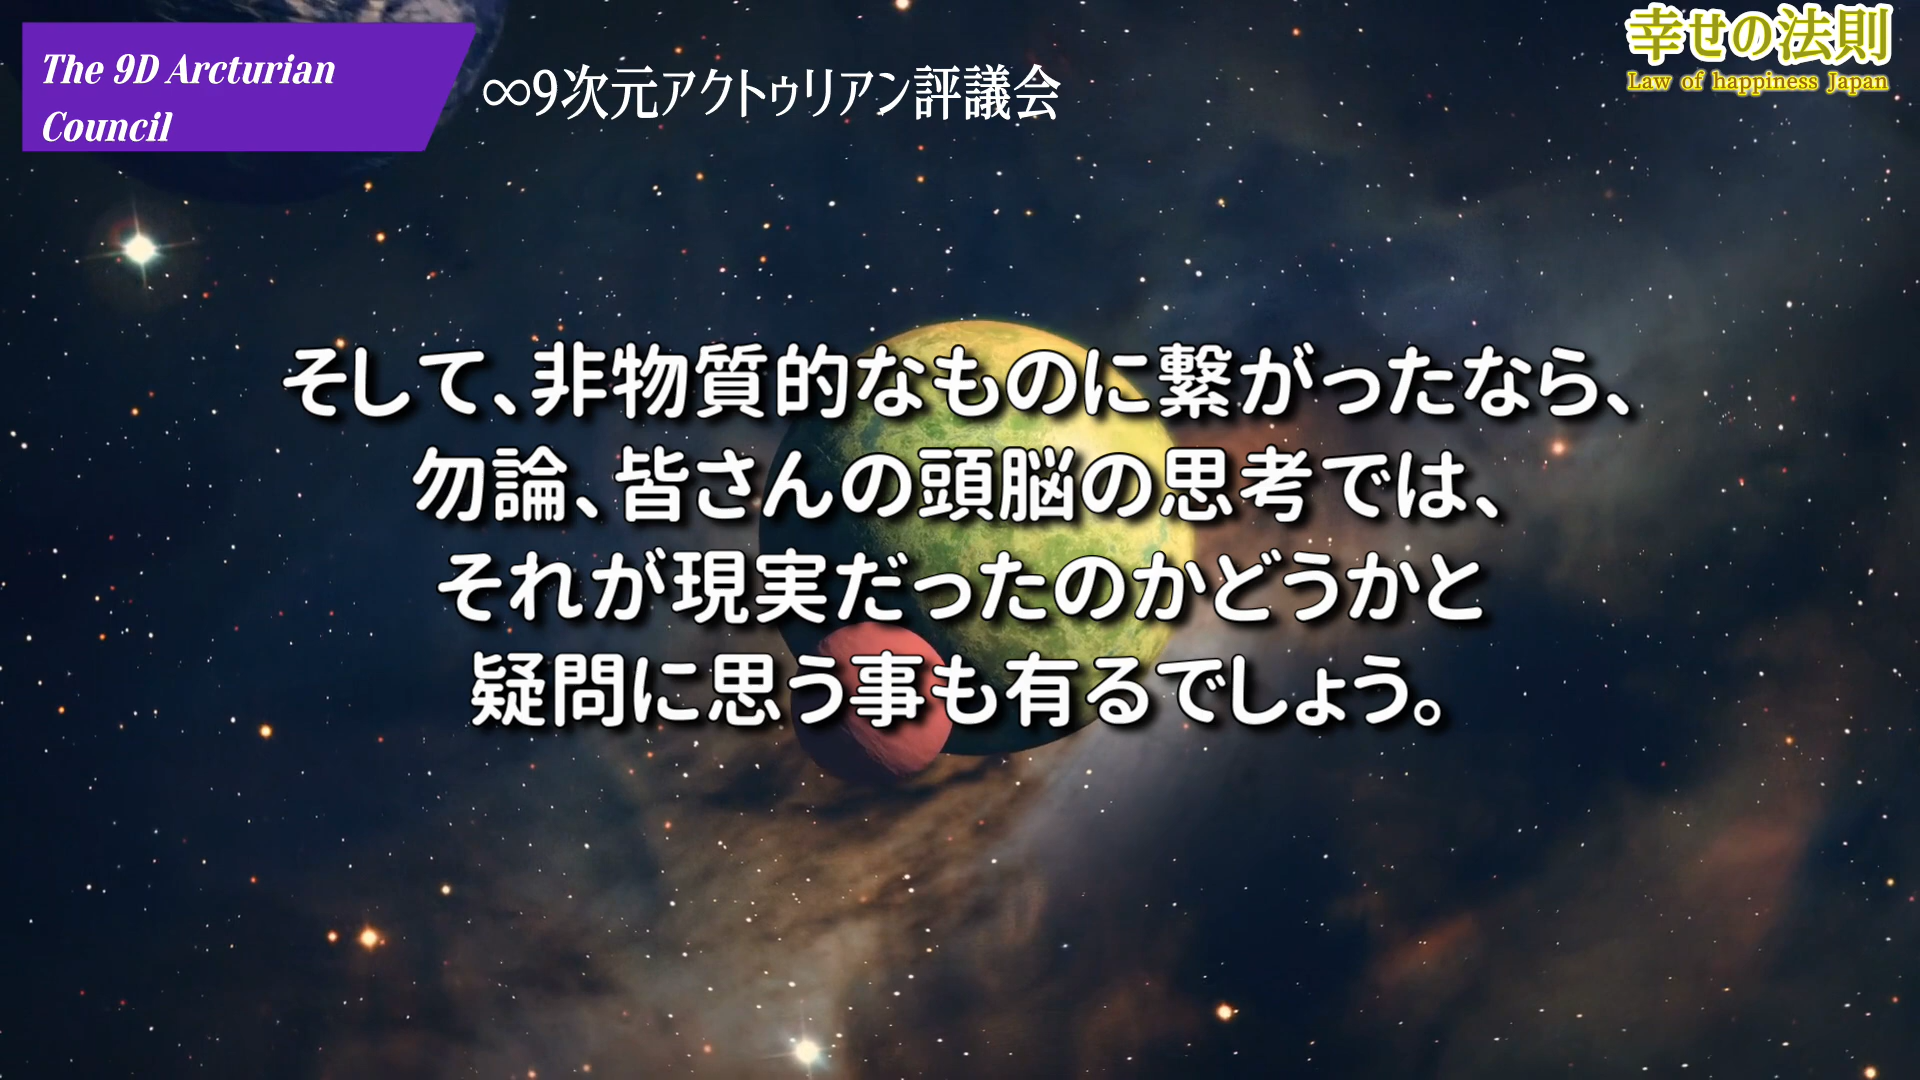 The 9D Arcturian
Council
∞9次元アクトゥリアン評議会
幸せの法則
Law of happiness Japan
そして、非物質的なものに繋がったなら、
勿論、皆さんの頭脳の思考では、
それが現実だったのかどうかと
疑問に思う事も有るでしょう。